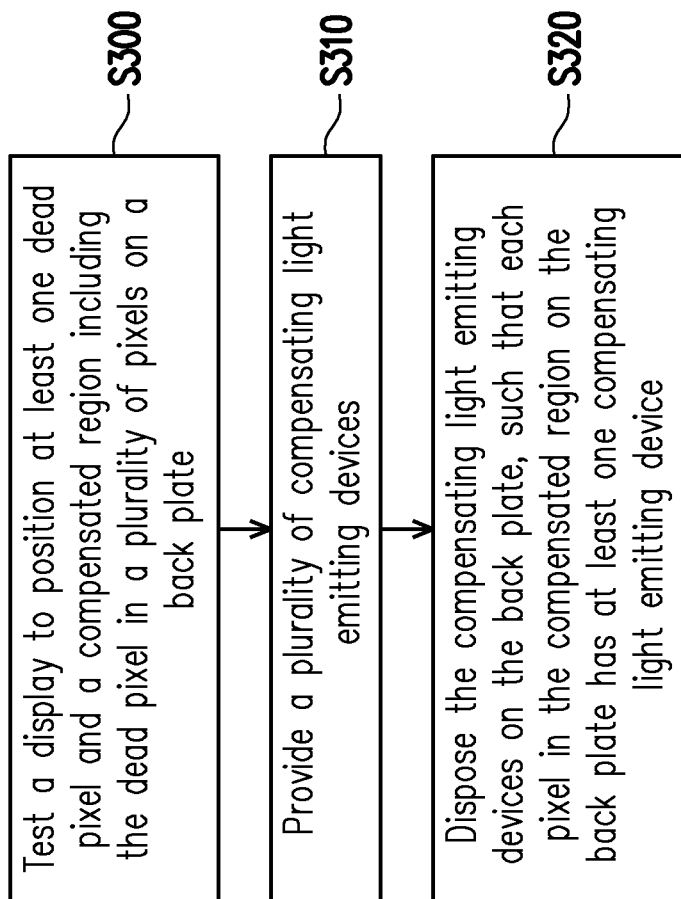 Test a display to position at least one dead
pixel and a compensated region including
the dead pixel in a plurality of pixels on a
back plate
S300
Provide a plurality of compensating light
emitting devices
S310
Dispose the compensating light emitting
devices on the back plate, such that each
pixel in the compensated region on the
back plate has at least one compensating
light emitting device
S320